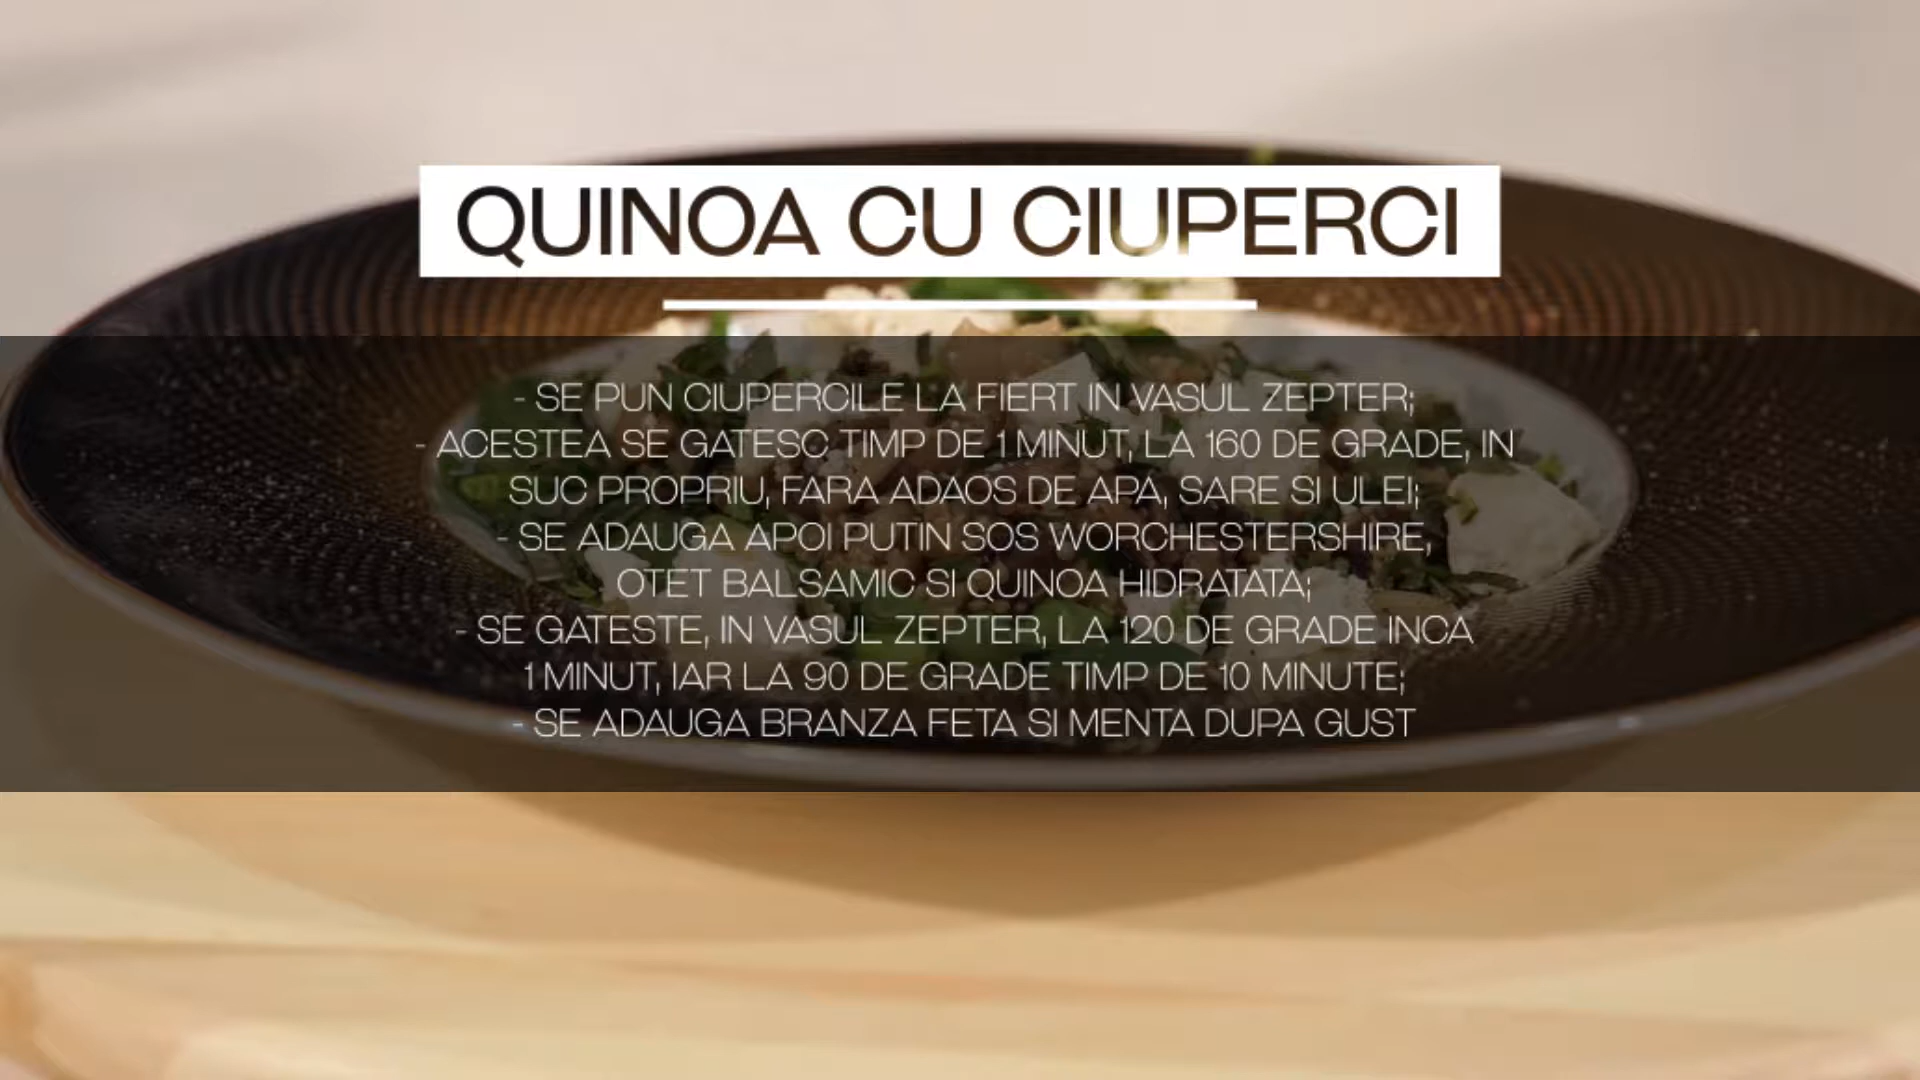 QUINOA CU CIUPERCI
- SE PUN CIUPERCILE LA FIERT IN VASUL ZEPTER;
- ACESTEA SE GATESC TIMP DE 1 MINUT, LA 160 DE GRADE, IN
SUC PROPRIU, FARA ADAOS DE APA, SARE SI ULEI;
- SE ADAUGA APOI PUTIN SOS WORCHESTERSHIRE,
OTET BALSAMIC SI QUINOA HIDRATATA;
- SE GATESTE, IN VASUL ZEPTER, LA 120 DE GRADE INCA
1 MINUT, IAR LA 90 DE GRADE TIMP DE 10 MINUTE;
- SE ADAUGA BRANZA FETA SI MENTA DUPA GUST